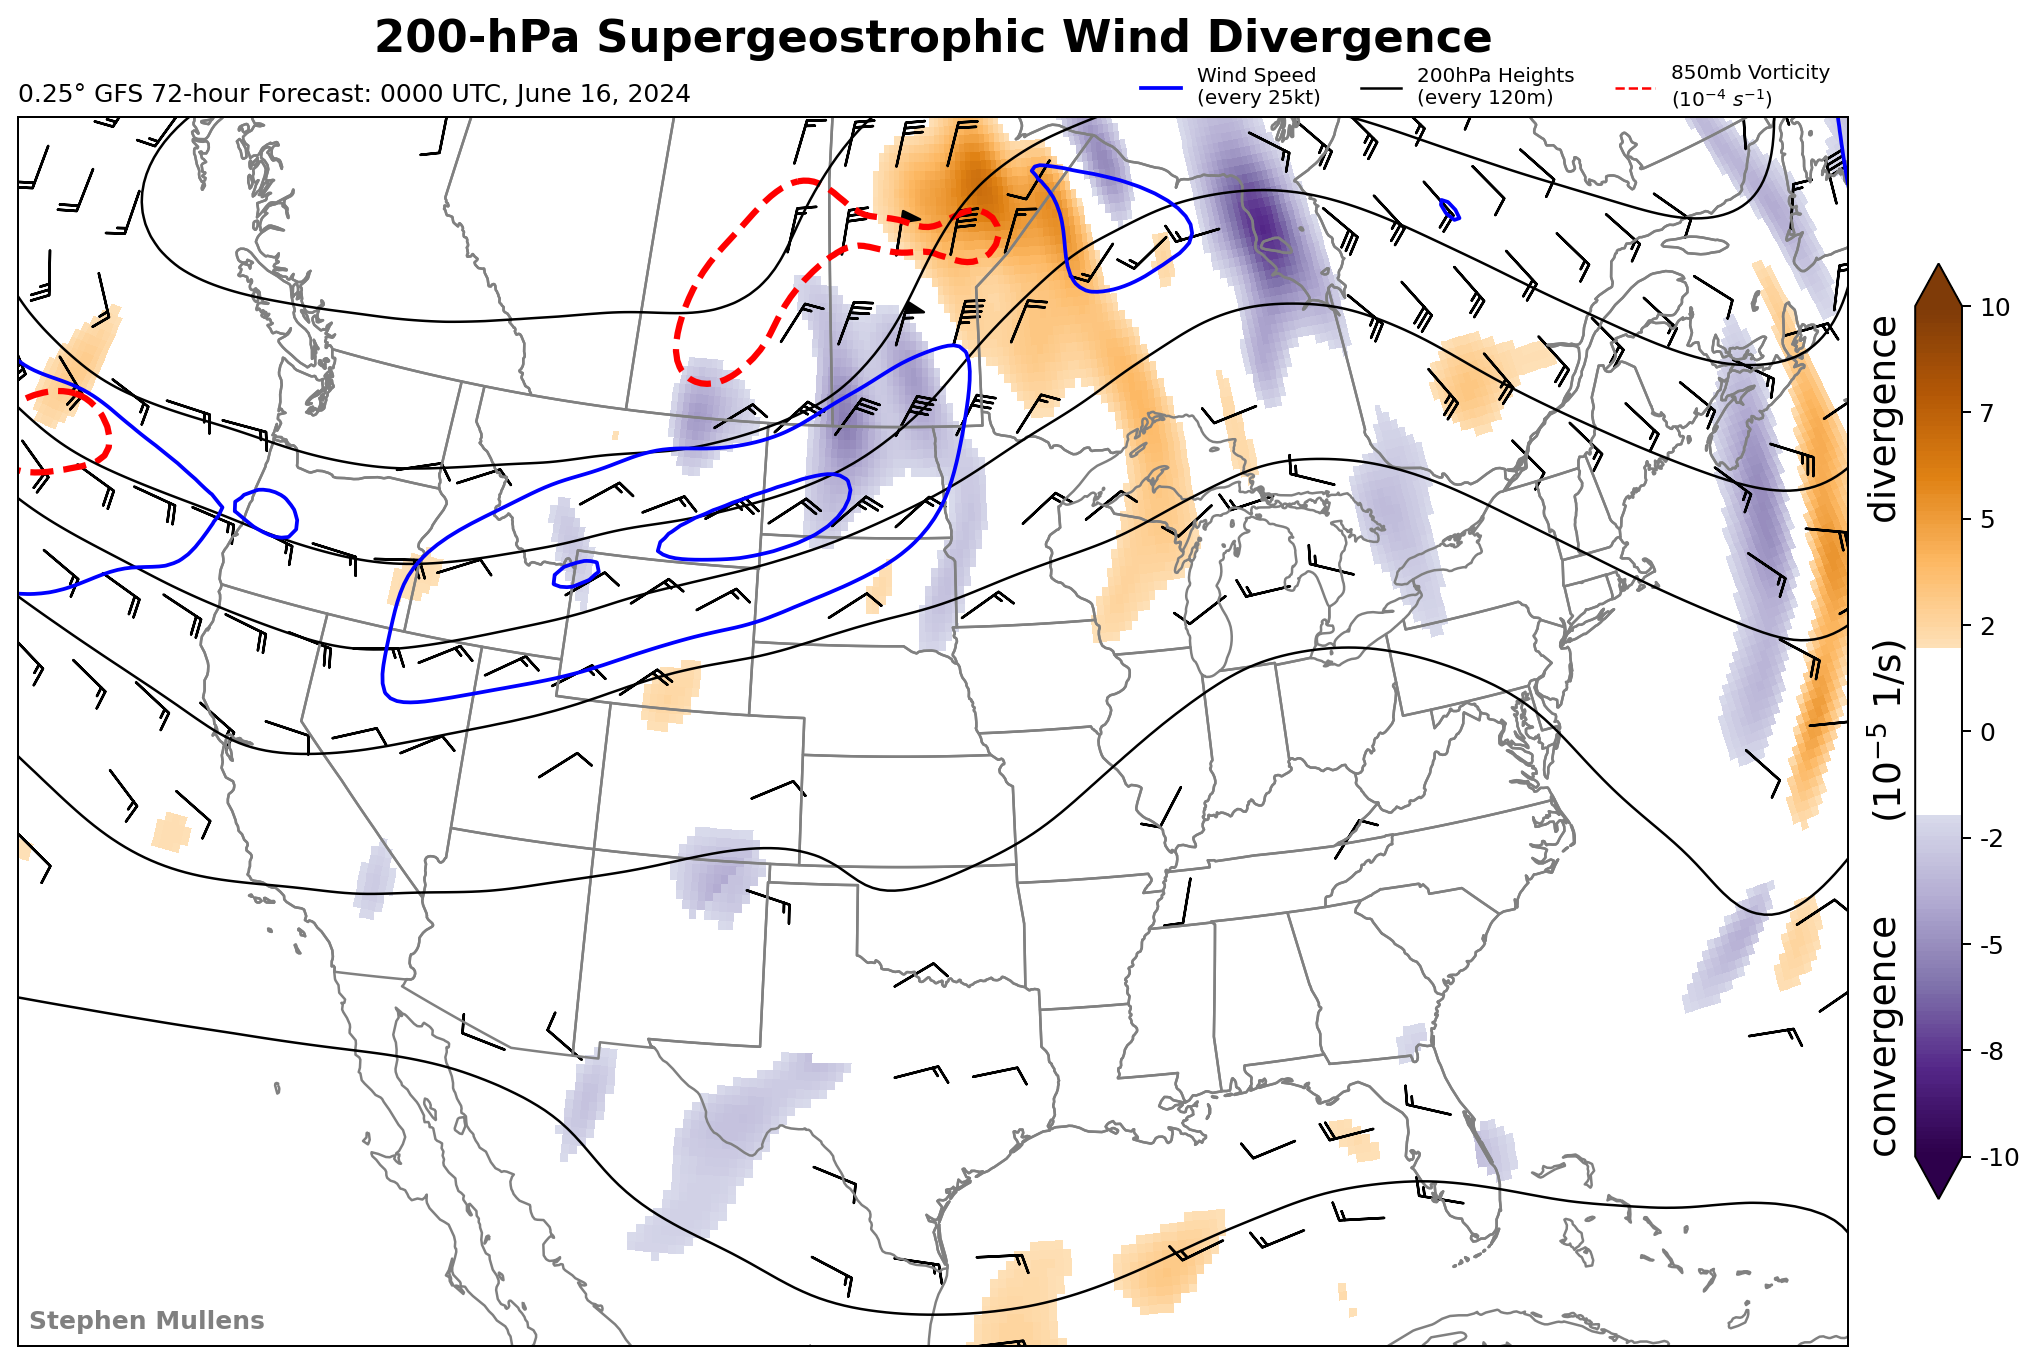 200-hPa Supergeostrophic Wind Divergence
0.25° GFS 72-hour Forecast: 0000 UTC, June 16, 2024
Wind Speed
(every 25kt)
200hPa Heights
(every 120m)
850mb Vorticity
(10⁻⁴ s⁻¹)
10
7
5
2
0
-2
-5
-8
-10
convergence (10⁻⁵ 1/s) divergence
Stephen Mullens